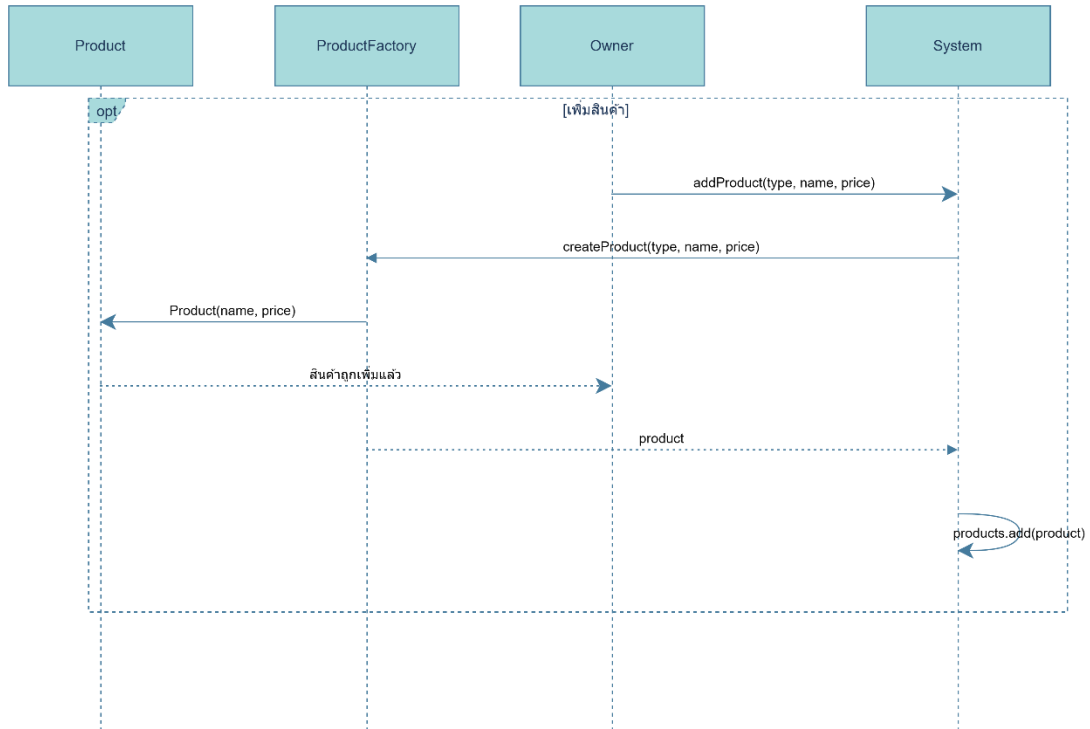 Product
ProductFactory
Owner
System
opt
[เพิ่มสินค้า]
addProduct(type, name, price)
createProduct(type, name, price)
Product(name, price)
สินค้าถูกเพิ่มแล้ว
product
products.add(product)